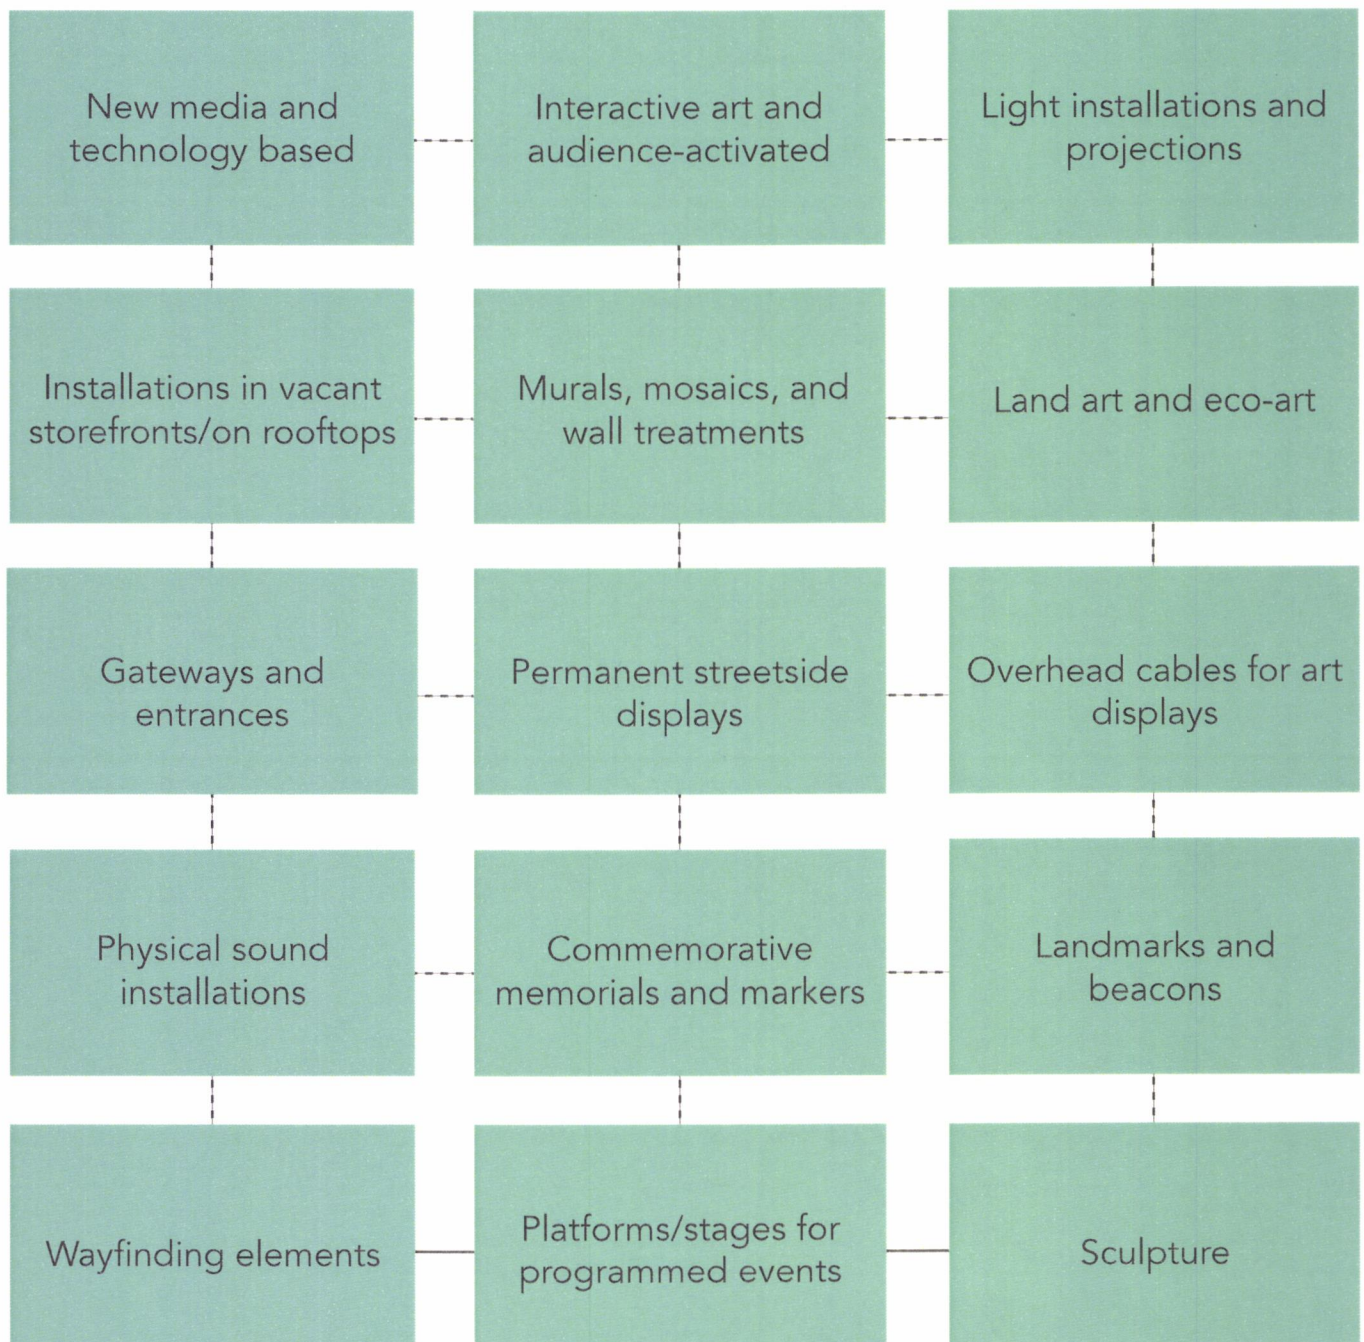 New media and
technology based
Interactive art and
audience-activated
Light installations and
projections
Installations in vacant
storefronts/on rooftops
Murals, mosaics, and
wall treatments
Land art and eco-art
Gateways and
entrances
Permanent streetside
displays
Overhead cables for art
displays
Physical sound
installations
Commemorative
memorials and markers
Landmarks and
beacons
Wayfinding elements
Platforms/stages for
programmed events
Sculpture